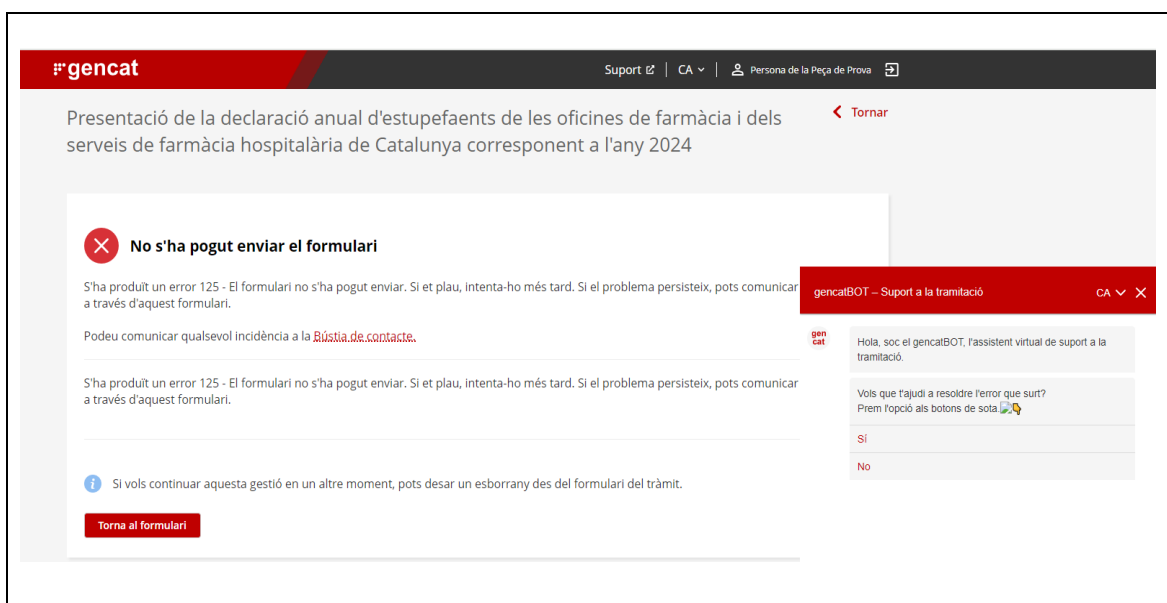 gencat
Suport
CA
Persona de la Peça de Prova
Presentació de la declaració anual d'estupefaents de les oficines de farmàcia i dels
serveis de farmàcia hospitalària de Catalunya corresponent a l'any 2024
Tornar
No s'ha pogut enviar el formulari
S'ha produït un error 125 - El formulari no s'ha pogut enviar. Si et plau, intenta-ho més tard. Si el problema persisteix, pots comunicar
a través d'aquest formulari.
Podeu comunicar qualsevol incidència a la Bústia de contacte.
S'ha produït un error 125 - El formulari no s'ha pogut enviar. Si et plau, intenta-ho més tard. Si el problema persisteix, pots comunicar
a través d'aquest formulari.
Si vols continuar aquesta gestió en un altre moment, pots desar un esborrany des del formulari del tràmit.
Torna al formulari
gencatBOT – Suport a la tramitació
CA
gen
cat
Hola, soc el gencatBOT, l'assistent virtual de suport a la
tramitació.
Vols que t'ajudi a resoldre l'error que surt?
Prem l'opció als botons de sota.
Sí
No